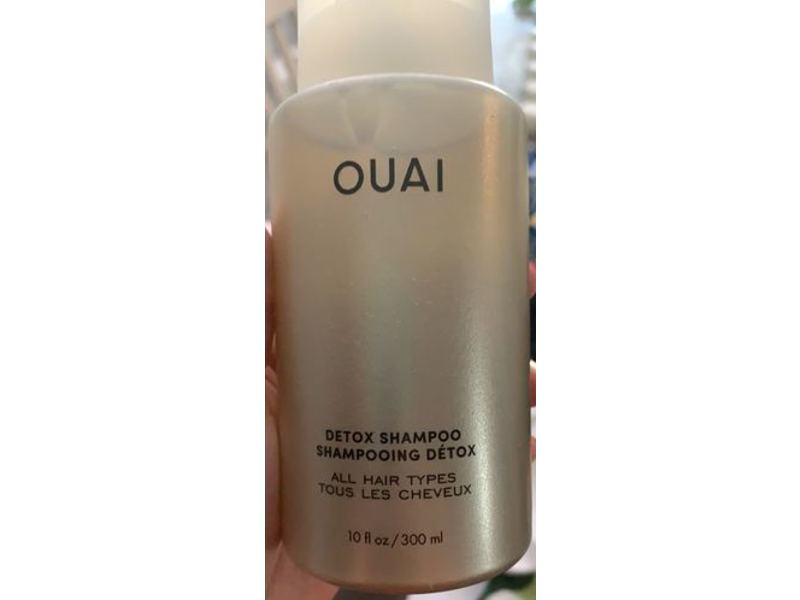 OUAI
DETOX SHAMPOO
SHAMPOOING DÉTOX
ALL HAIR TYPES
TOUS LES CHEVEUX
10 fl oz / 300 ml